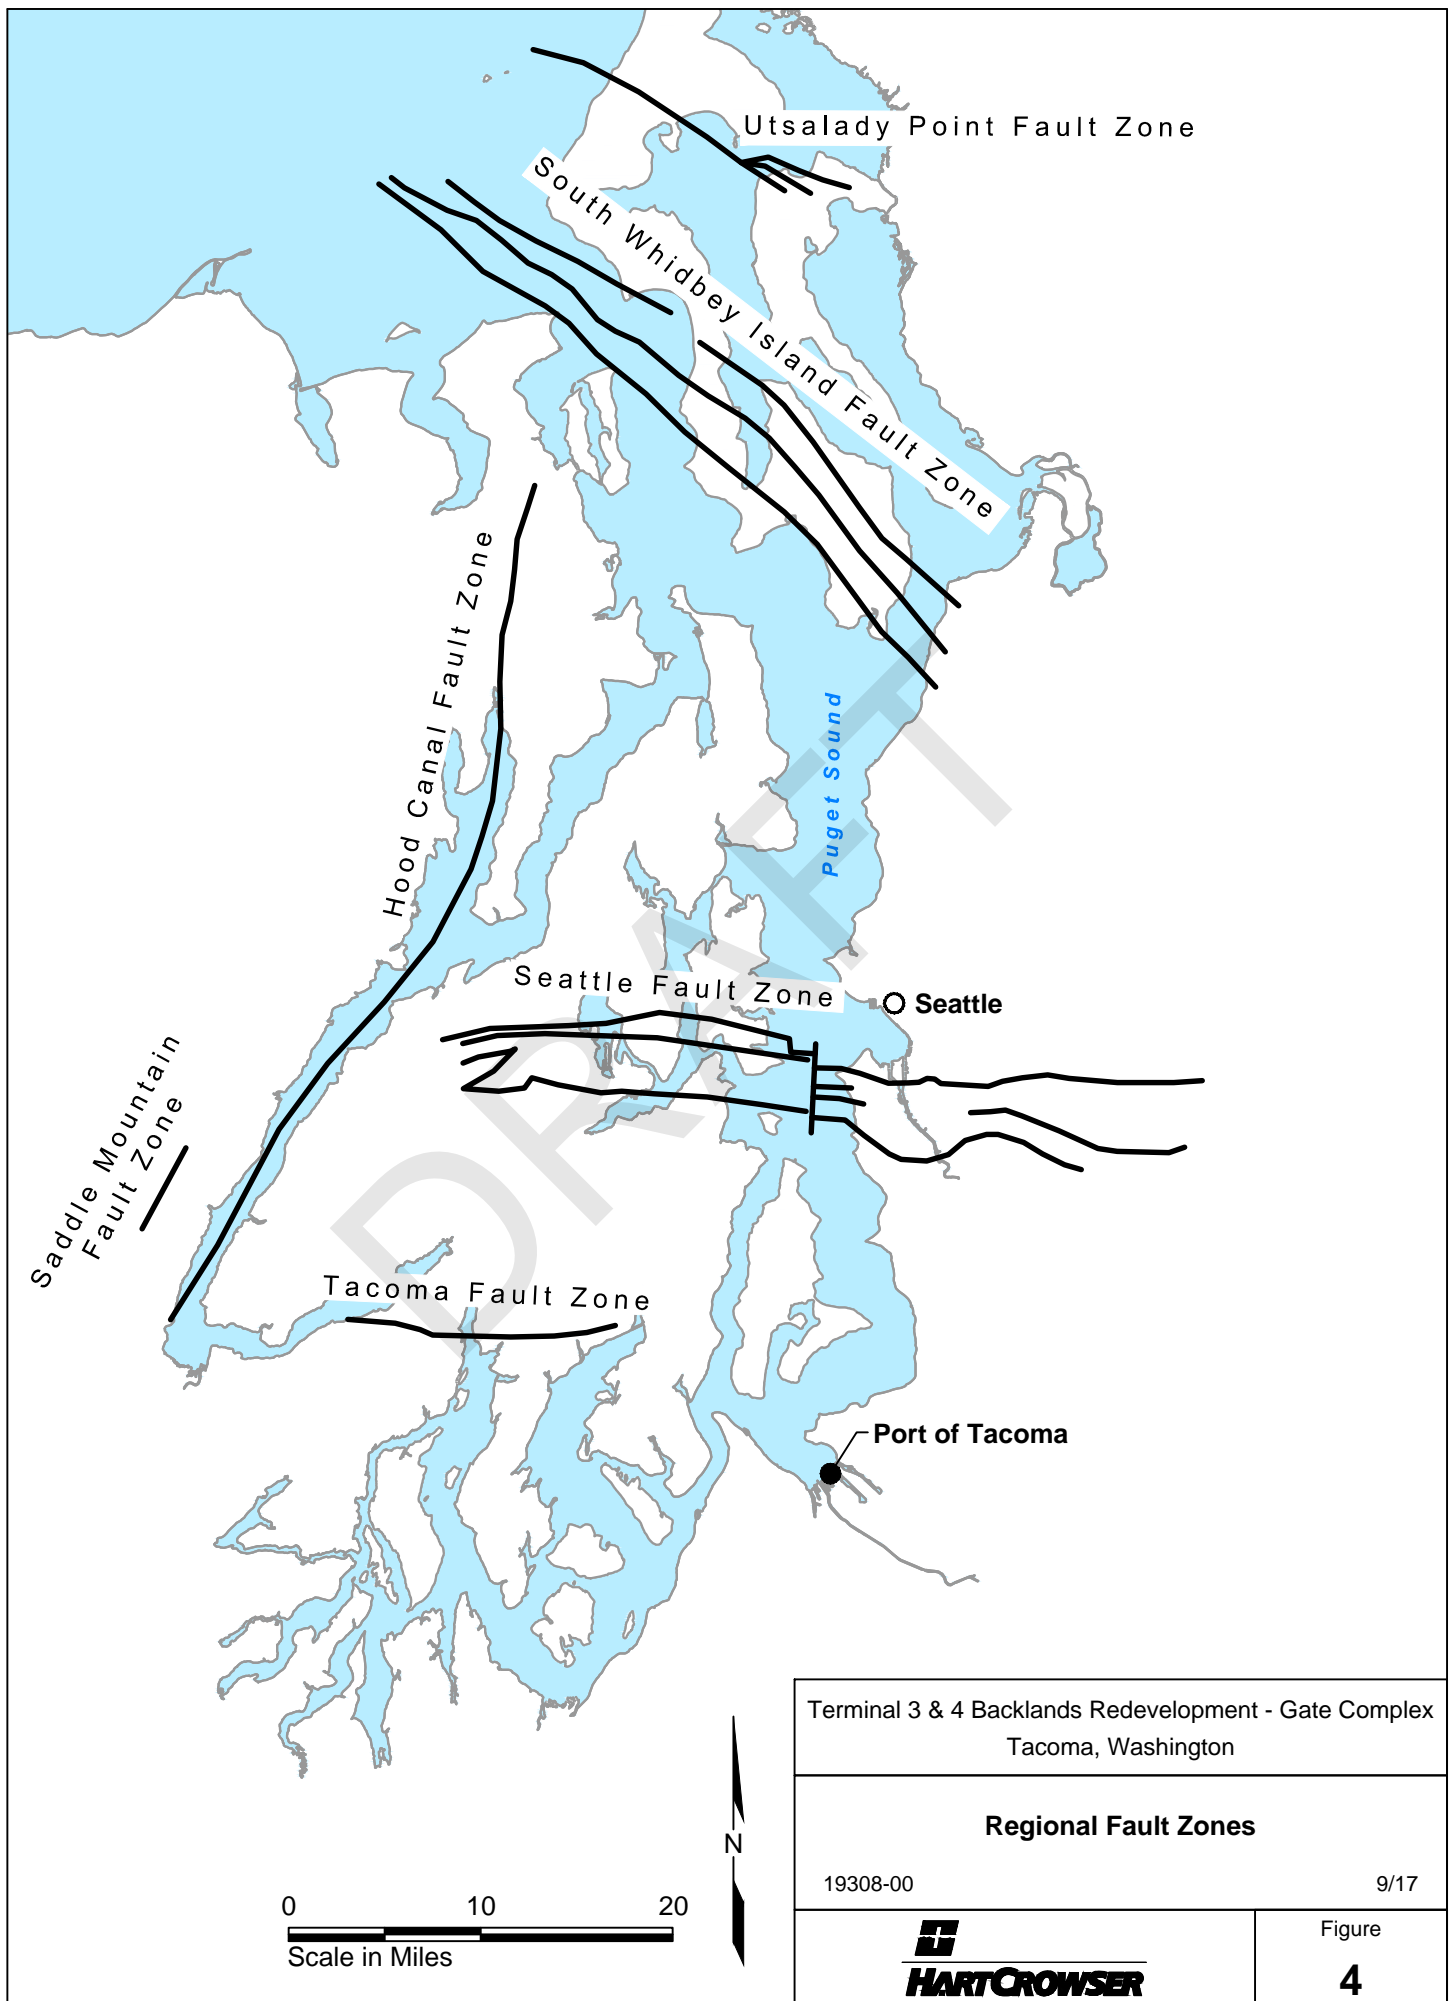 Utsalady Point Fault Zone
South Whidbey Island Fault Zone
Hood Canal Fault Zone
Puget Sound
Seattle Fault Zone
Seattle
Saddle Mountain
Fault Zone
Tacoma Fault Zone
Port of Tacoma
DRAFT
N
0 10 20
Scale in Miles
Terminal 3 & 4 Backlands Redevelopment - Gate Complex
Tacoma, Washington
Regional Fault Zones
19308-00 9/17
HARTCROWSER
Figure
4